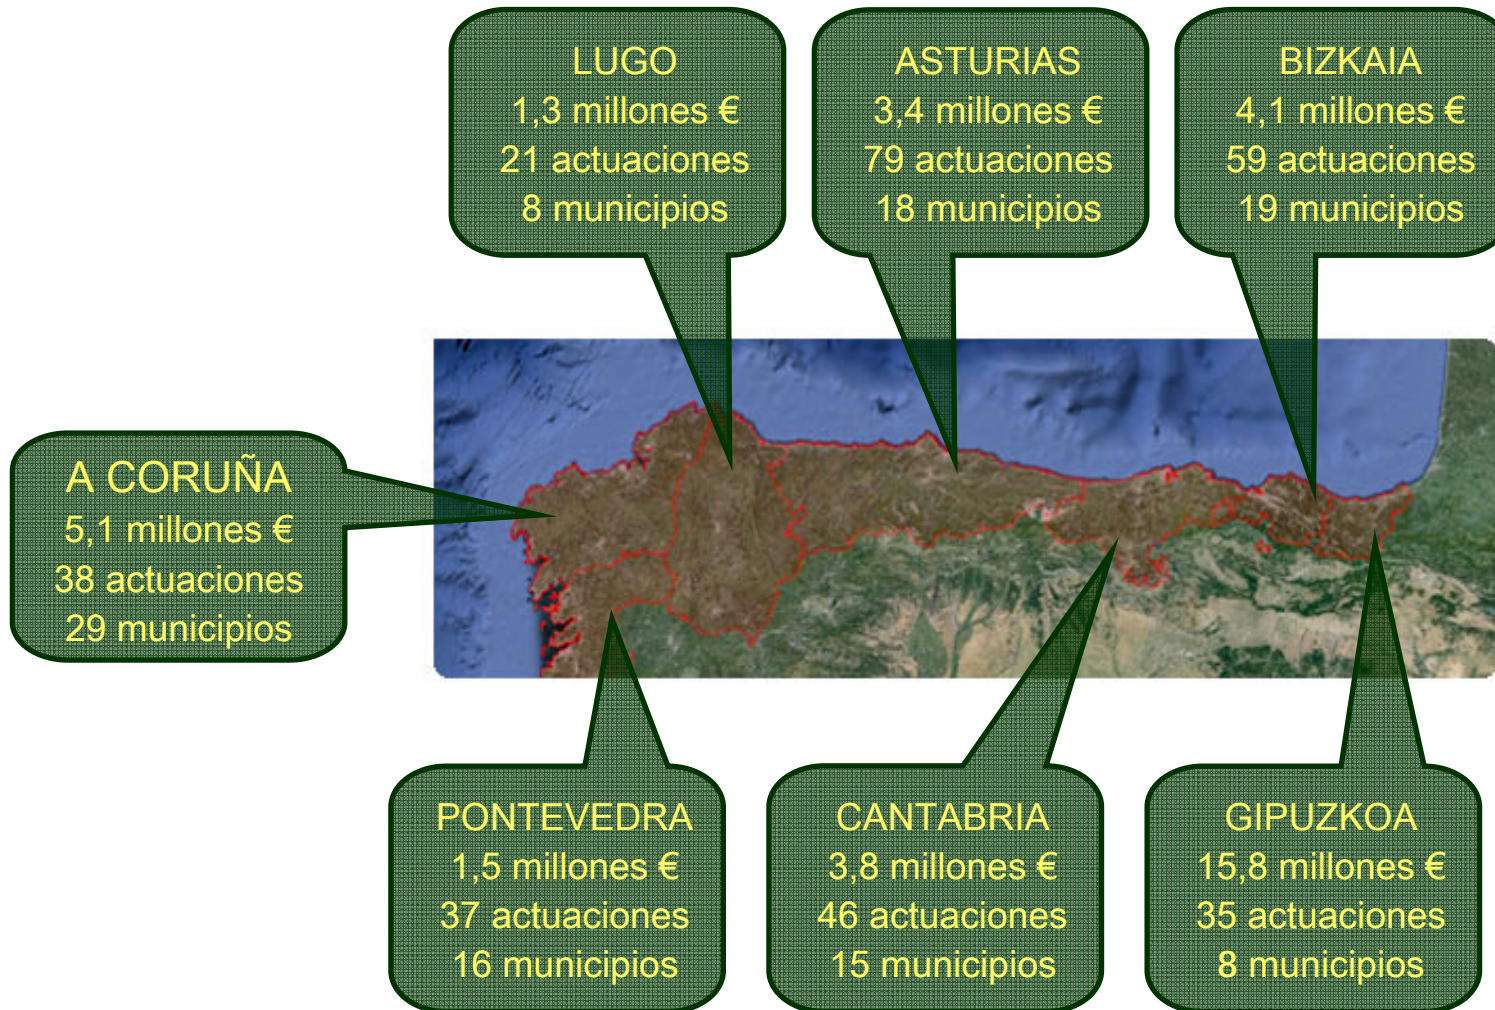 LUGO
1,3 millones €
21 actuaciones
8 municipios
ASTURIAS
3,4 millones €
79 actuaciones
18 municipios
BIZKAIA
4,1 millones €
59 actuaciones
19 municipios
A CORUÑA
5,1 millones €
38 actuaciones
29 municipios
PONTEVEDRA
1,5 millones €
37 actuaciones
16 municipios
CANTABRIA
3,8 millones €
46 actuaciones
15 municipios
GIPUZKOA
15,8 millones €
35 actuaciones
8 municipios